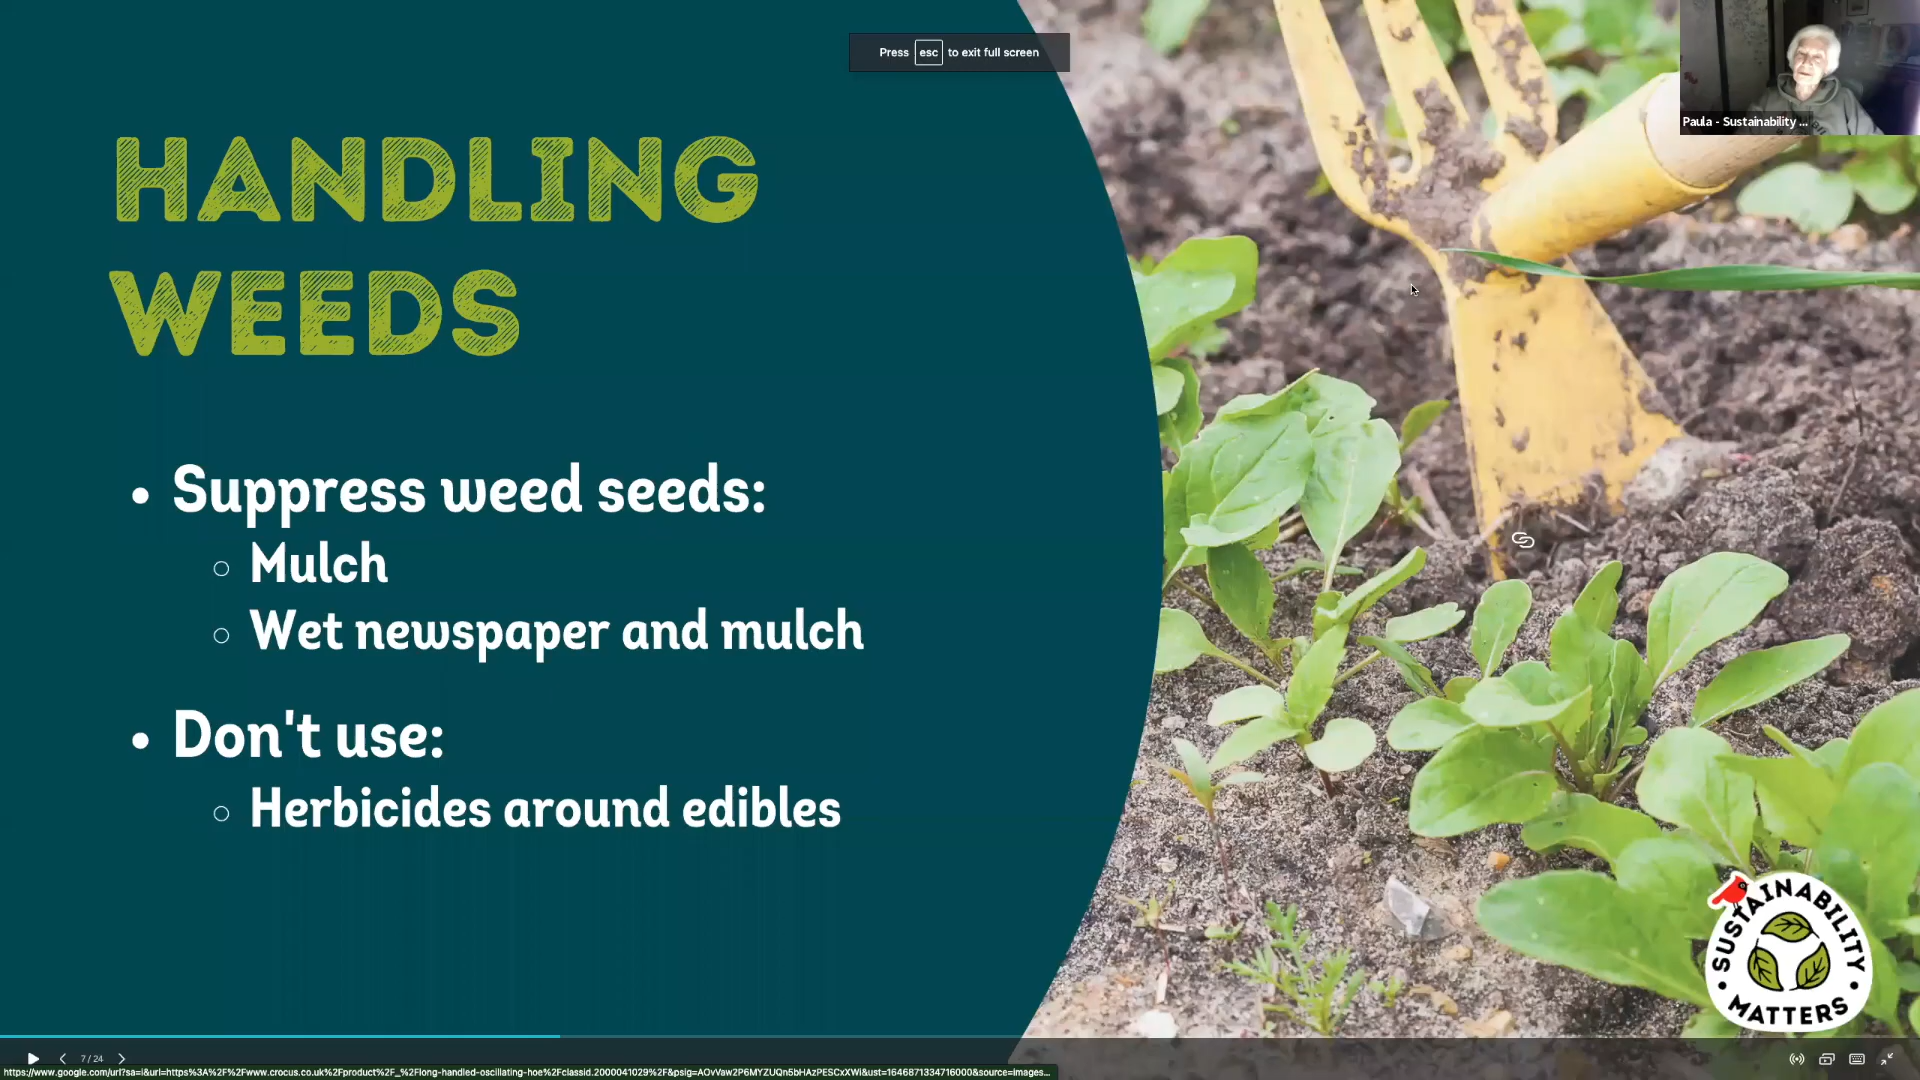 Press esc to exit full screen
Paula - Sustainability ...
HANDLING
WEEDS
• Suppress weed seeds:
○ Mulch
○ Wet newspaper and mulch
• Don't use:
○ Herbicides around edibles
SUSTAINABILITY
• MATTERS •
7 / 24
https://www.google.com/url?sa=i&url=https%3A%2F%2Fwww.crocus.co.uk%2Fproduct%2F_%2Flong-handled-oscillating-hoe%2Fclassid.2000041029%2F&psig=AOvVaw2P6MYZUQn5bHAzPESCxXWi&ust=1646871334716000&source=images...